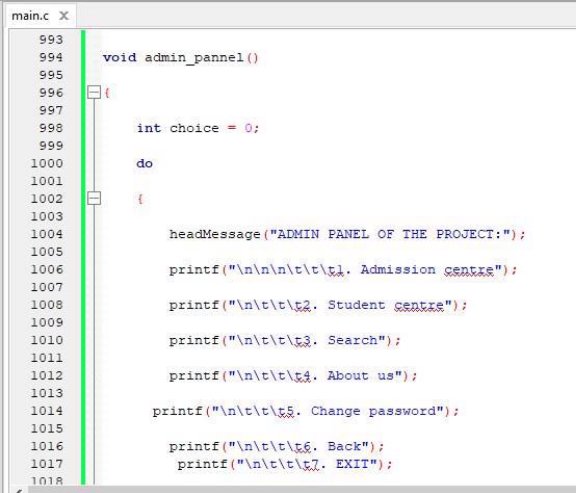 main.c X
993
994 void admin_pannel()
995
996 {
997
998 int choice = 0;
999
1000 do
1001
1002 {
1003
1004 headMessage("ADMIN PANEL OF THE PROJECT:");
1005
1006 printf("\n\n\n\t\t\t1. Admission centre");
1007
1008 printf("\n\t\t\t2. Student centre");
1009
1010 printf("\n\t\t\t3. Search");
1011
1012 printf("\n\t\t\t4. About us");
1013
1014 printf("\n\t\t\t5. Change password");
1015
1016 printf("\n\t\t\t6. Back");
1017 printf("\n\t\t\t7. EXIT");
1018